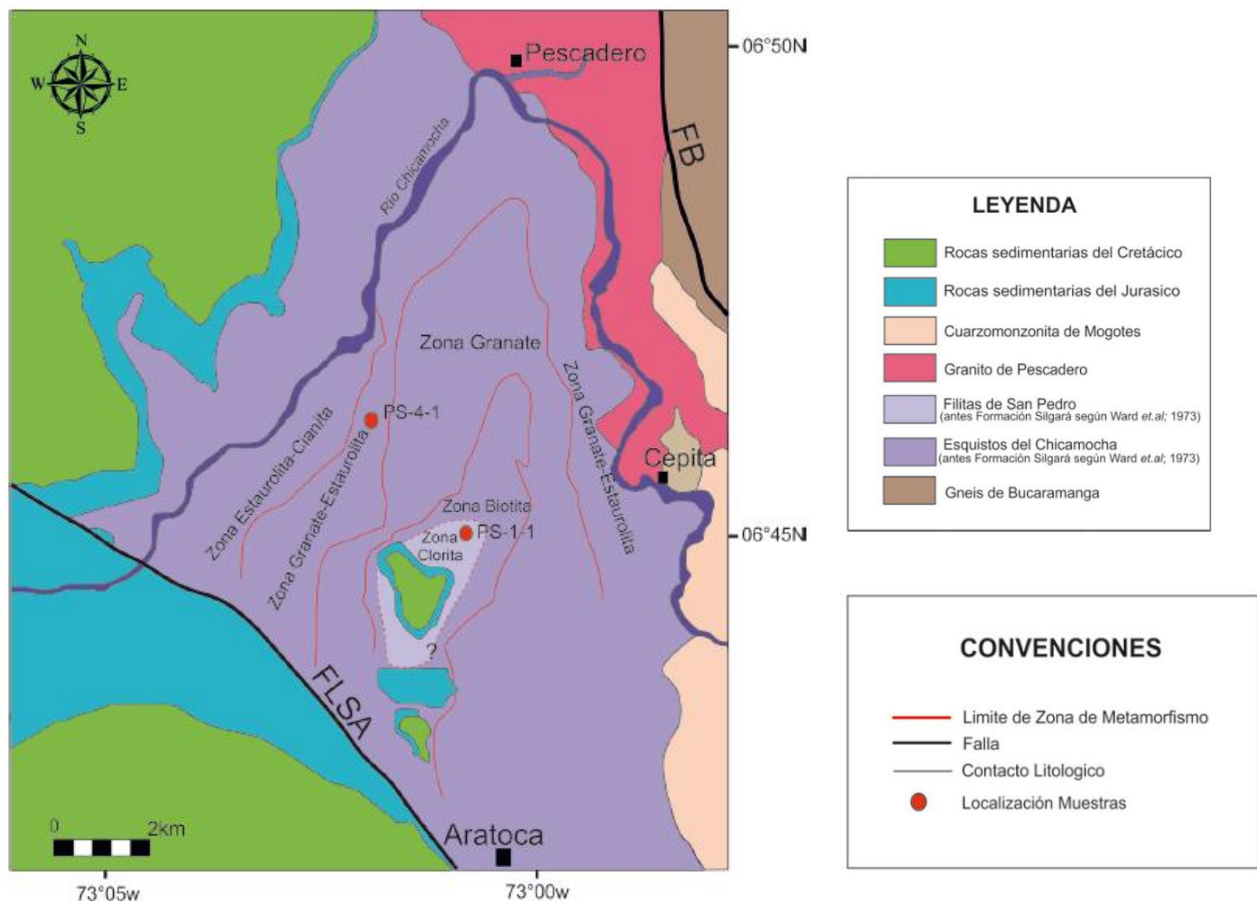 N
W
E
S
Pescadero
06°50N
FB
Rio Chicamocha
Zona Granate
Zona Estaurolita-Cianita
PS-4-1
Zona Granate-Estaurolita
Zona Granate-Estaurolita
Cepita
Zona Biotita
PS-1-1
Zona
Clorita
06°45N
?
FLSA
0
2km
Aratoca
73°05w
73°00w
LEYENDA
Rocas sedimentarias del Cretácico
Rocas sedimentarias del Jurasico
Cuarzomonzonita de Mogotes
Granito de Pescadero
Filitas de San Pedro
(antes Formación Silgará según Ward et.al; 1973)
Esquistos del Chicamocha
(antes Formación Silgará según Ward et.al; 1973)
Gneis de Bucaramanga
CONVENCIONES
Limite de Zona de Metamorfismo
Falla
Contacto Litologico
Localización Muestras